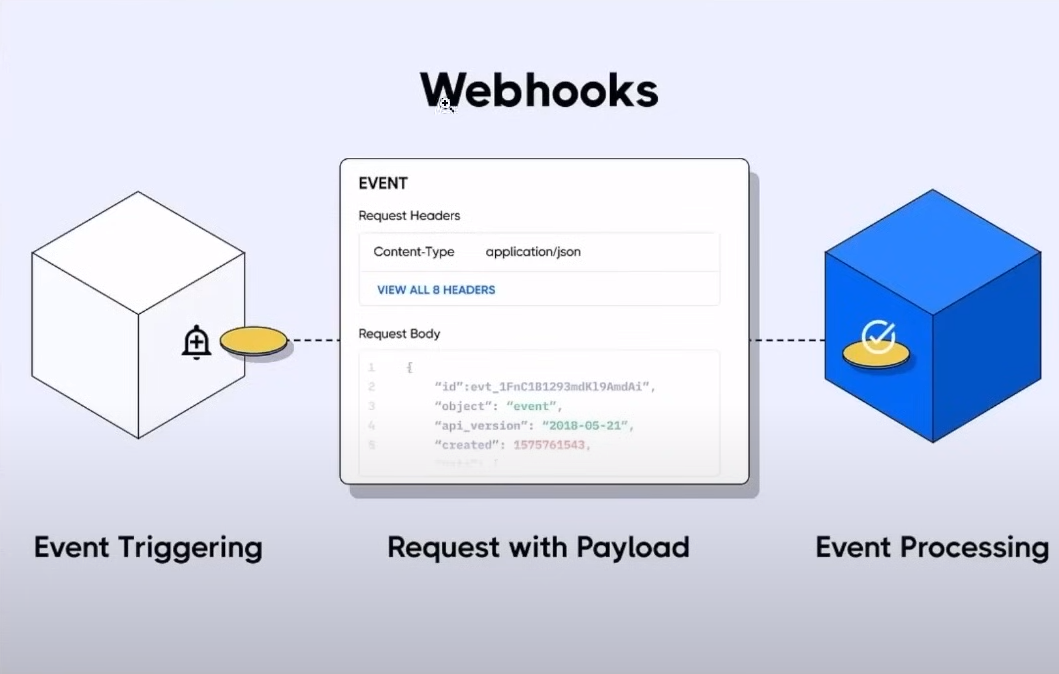 Webhooks
EVENT
Request Headers
Content-Type application/json
VIEW ALL 8 HEADERS
Request Body
1 {
2 “id”:evt_1FnC1B1293mdKl9AmdAi”,
3 “object”: “event”,
4 “api_version”: “2018-05-21”,
5 “created”: 1575761543,
Event Triggering
Request with Payload
Event Processing